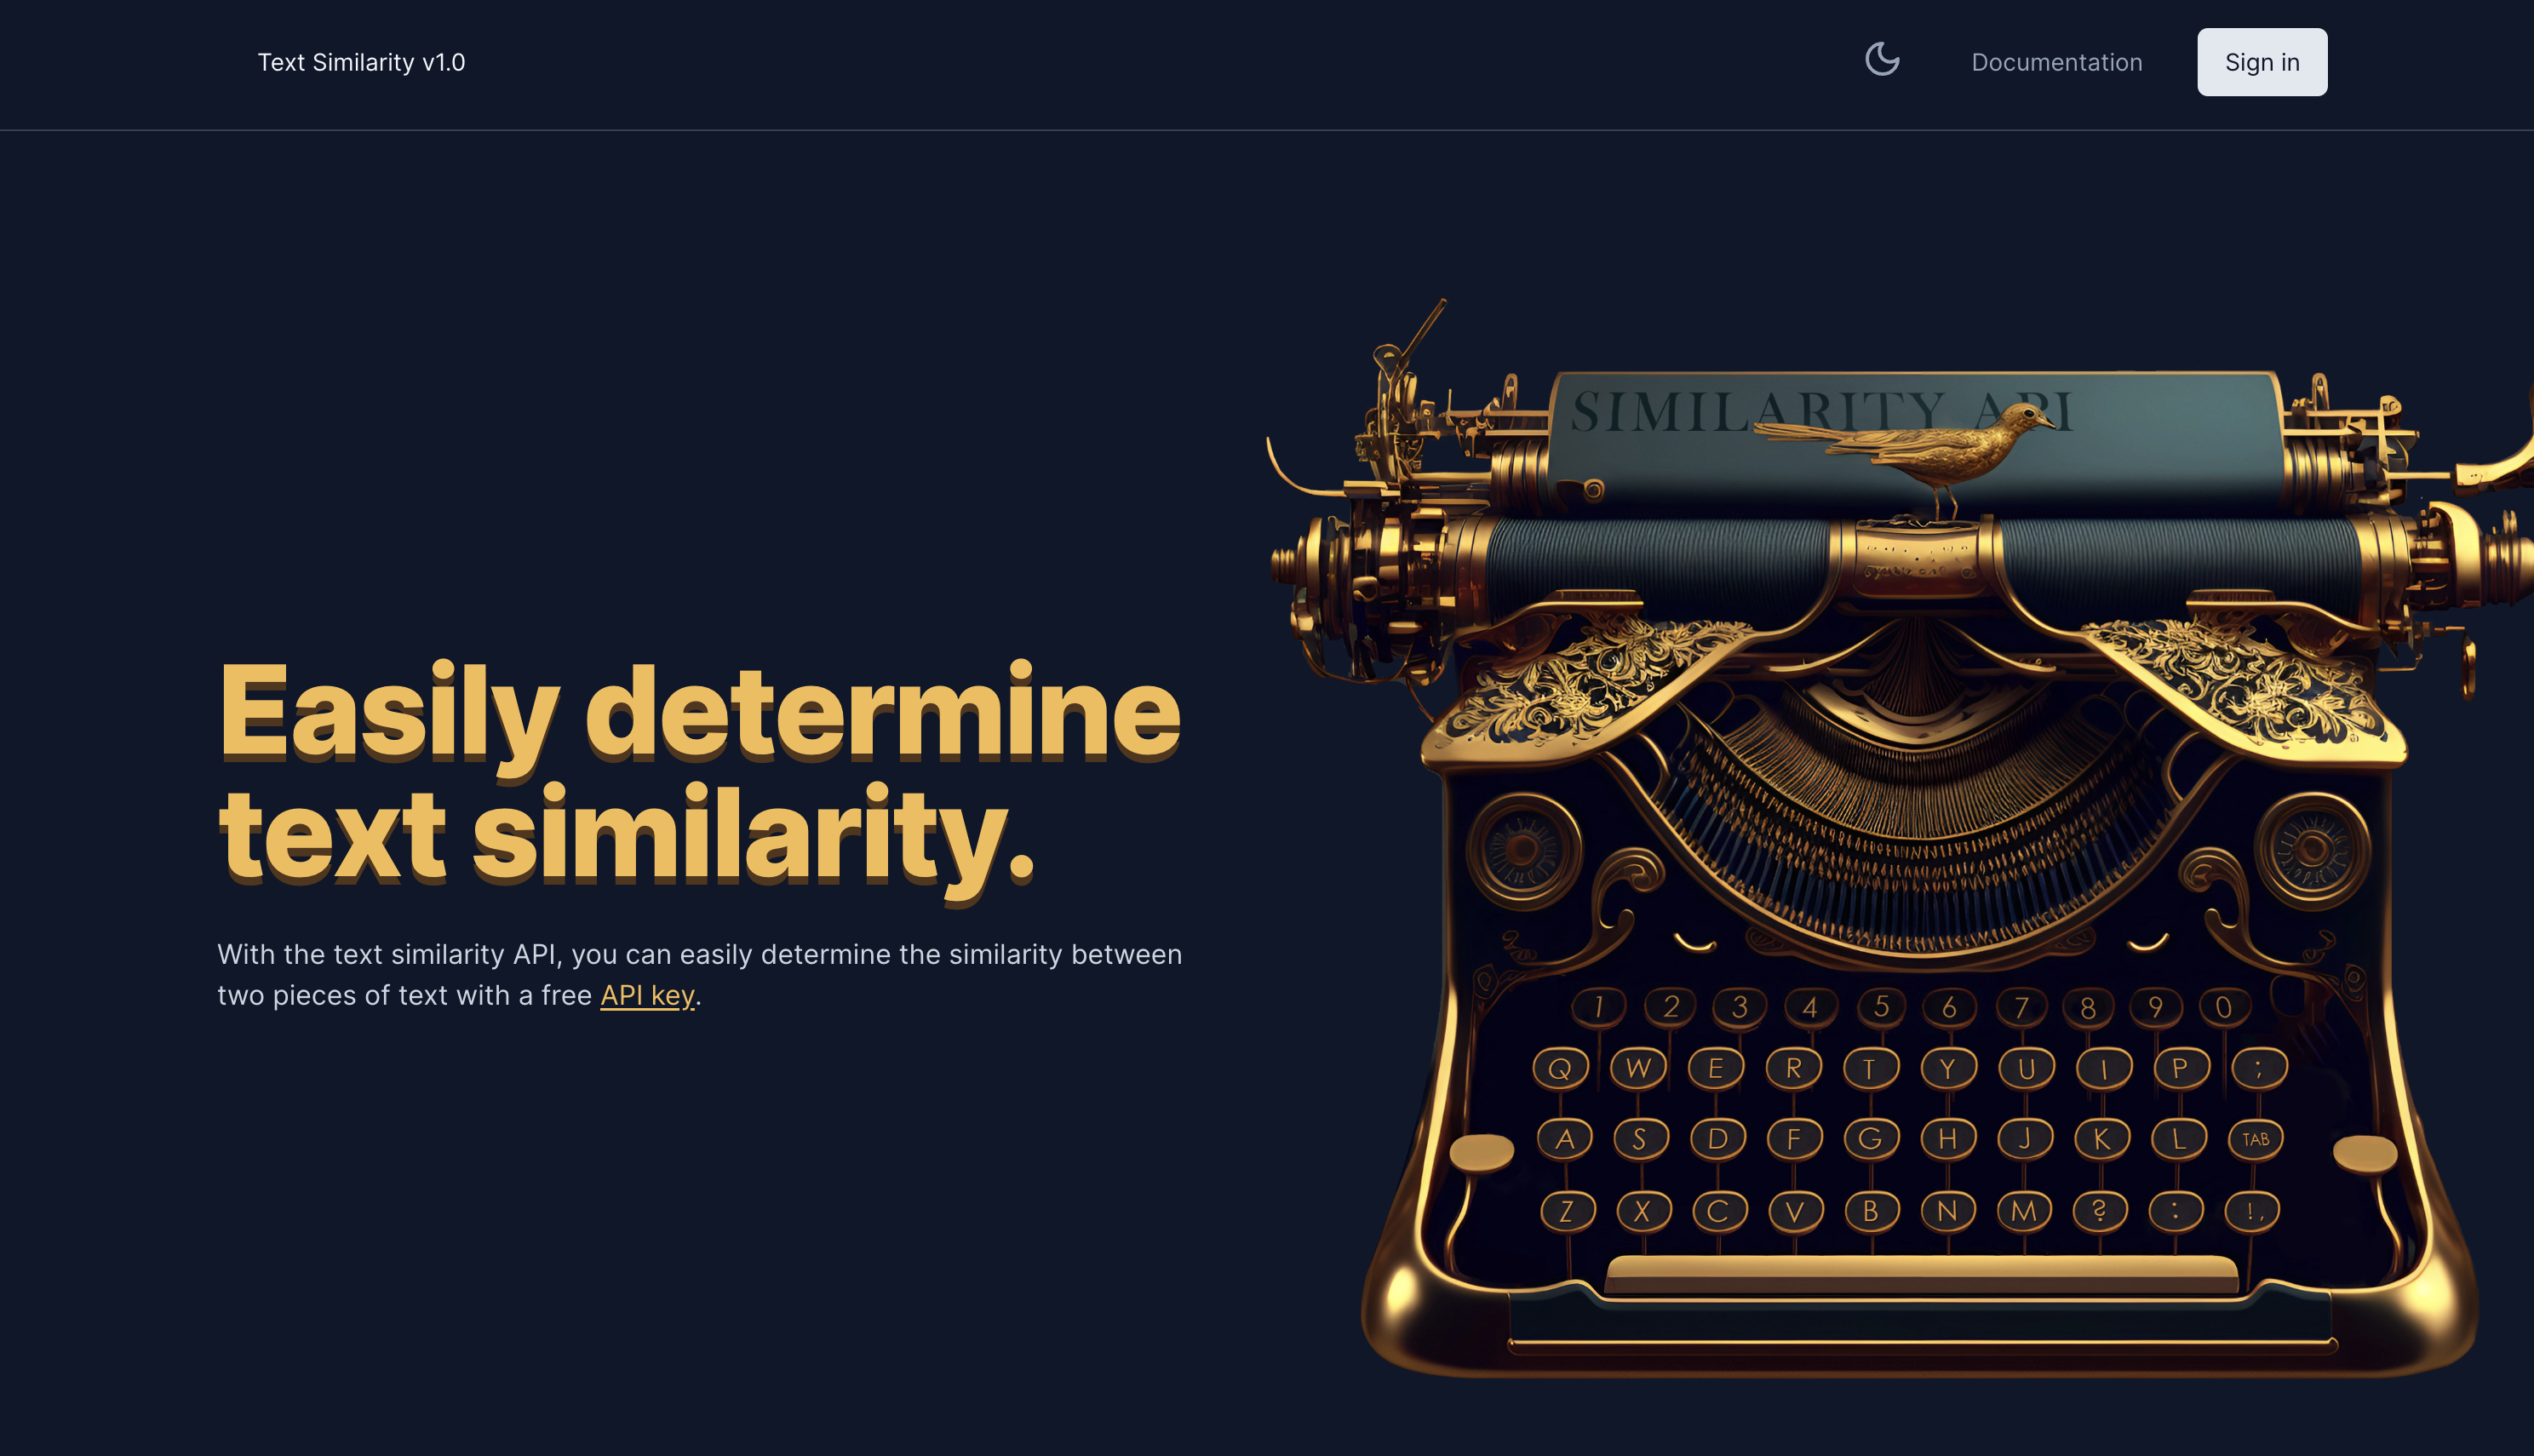 Text Similarity v1.0
Documentation
Sign in
SIMILARITY API
Easily determine
text similarity.
With the text similarity API, you can easily determine the similarity between
two pieces of text with a free API key.
1 2 3 4 5 6 7 8 9 0
Q W E R T Y U I P ;
A S D F G H J K L TAB
Z X C V B N M ? : ! ,